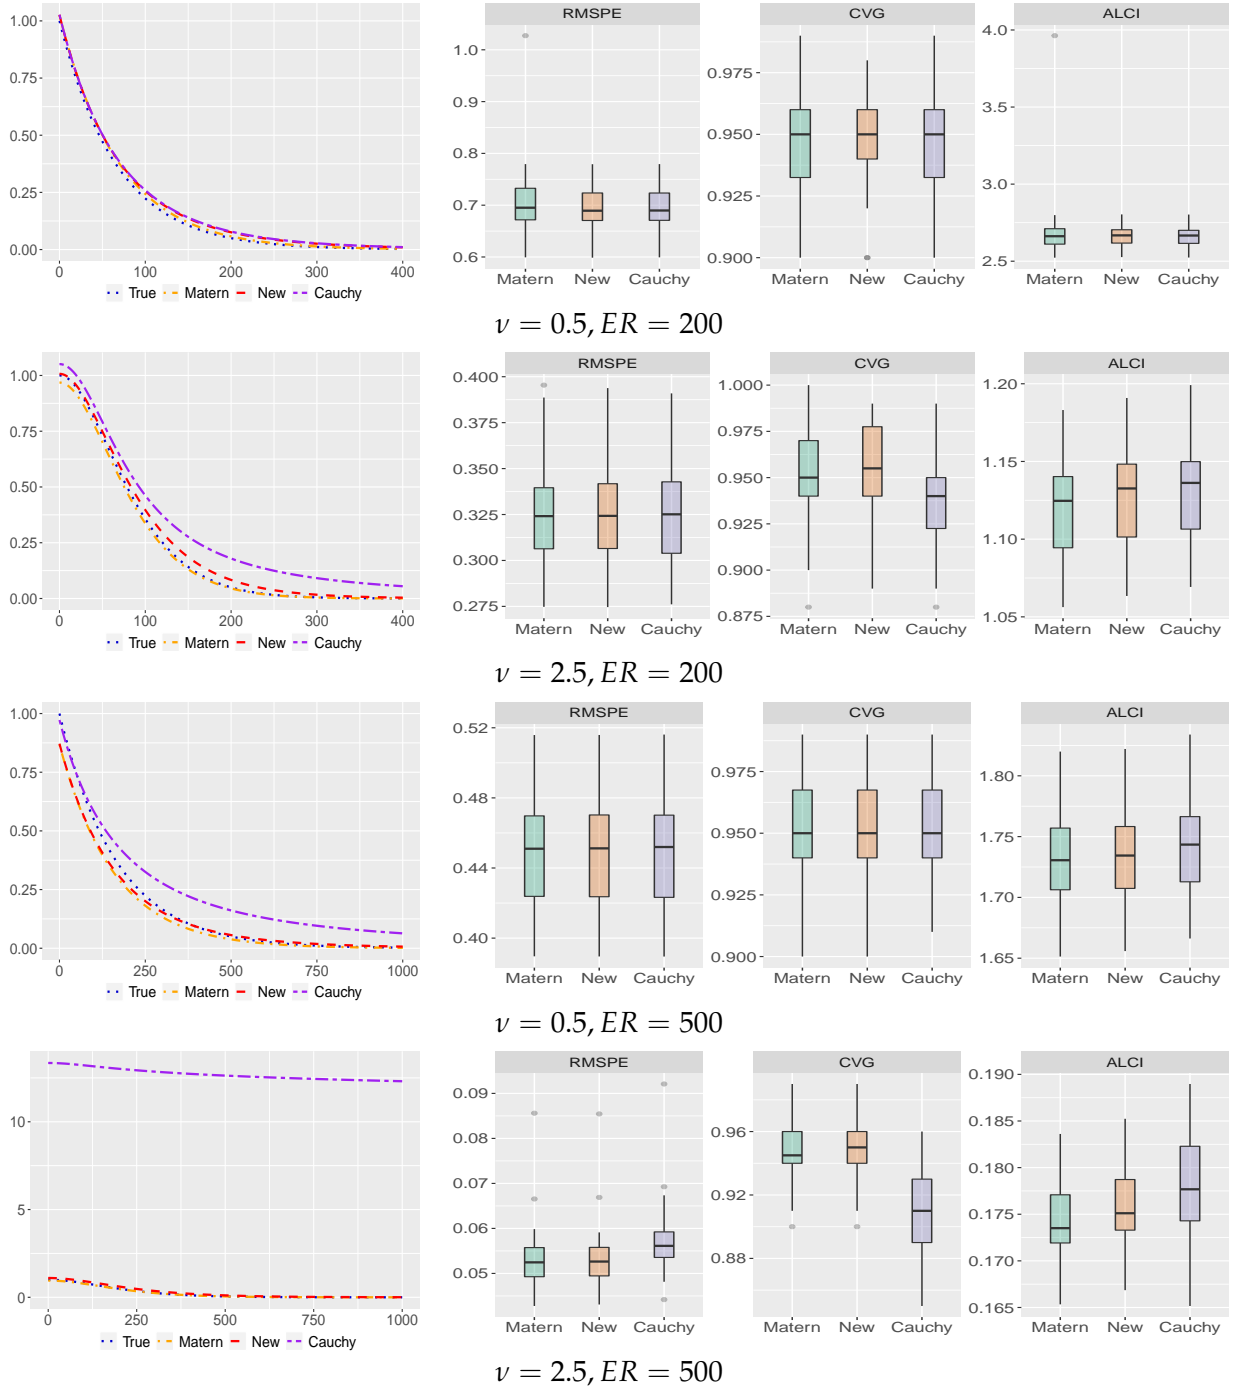 RMSPE CVG ALCI
1.00
0.75
0.50
0.25
0.00
0 100 200 300 400
True Matern New Cauchy
1.0
0.9
0.8
0.7
0.6
Matern New Cauchy
0.975
0.950
0.925
0.900
Matern New Cauchy
4.0
3.5
3.0
2.5
Matern New Cauchy
ν = 0.5, ER = 200
RMSPE CVG ALCI
1.00
0.75
0.50
0.25
0.00
0 100 200 300 400
True Matern New Cauchy
0.400
0.375
0.350
0.325
0.300
0.275
Matern New Cauchy
1.000
0.975
0.950
0.925
0.900
0.875
Matern New Cauchy
1.20
1.15
1.10
1.05
Matern New Cauchy
ν = 2.5, ER = 200
RMSPE CVG ALCI
1.00
0.75
0.50
0.25
0.00
0 250 500 750 1000
True Matern New Cauchy
0.52
0.48
0.44
0.40
Matern New Cauchy
0.975
0.950
0.925
0.900
Matern New Cauchy
1.80
1.75
1.70
1.65
Matern New Cauchy
ν = 0.5, ER = 500
RMSPE CVG ALCI
10
5
0
0 250 500 750 1000
True Matern New Cauchy
0.09
0.08
0.07
0.06
0.05
Matern New Cauchy
0.96
0.92
0.88
Matern New Cauchy
0.190
0.185
0.180
0.175
0.170
0.165
Matern New Cauchy
ν = 2.5, ER = 500